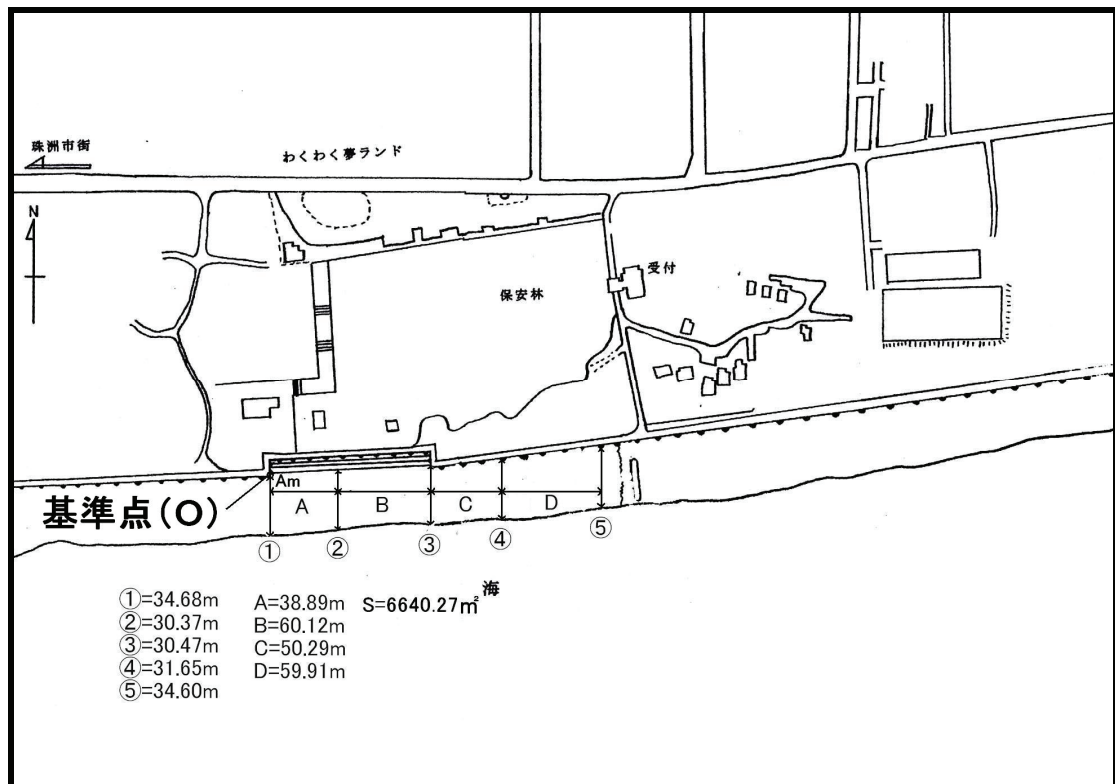 珠洲市街
わくわく夢ランド
N
受付
保安林
Am
基準点(O)
A
B
C
D
①
②
③
④
⑤
海
①=34.68m
②=30.37m
③=30.47m
④=31.65m
⑤=34.60m
A=38.89m
B=60.12m
C=50.29m
D=59.91m
S=6640.27㎡